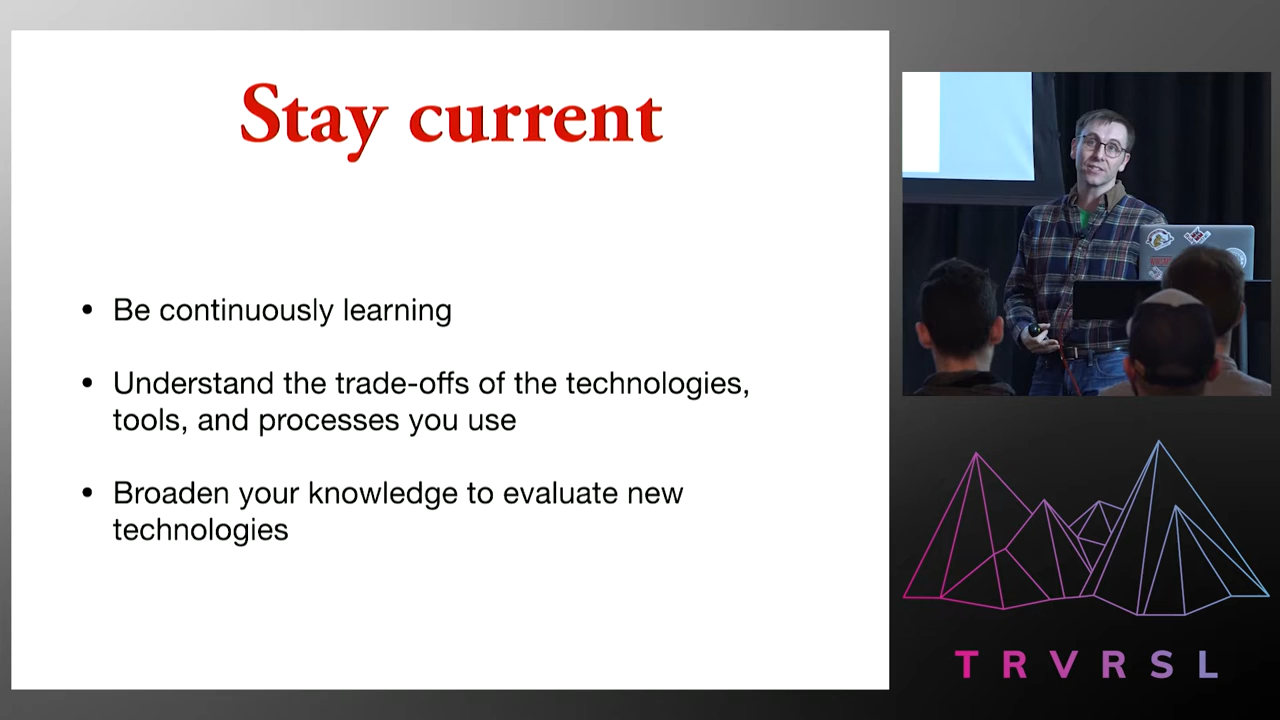 Stay current
• Be continuously learning
• Understand the trade-offs of the technologies,
tools, and processes you use
• Broaden your knowledge to evaluate new
technologies
TRVRSL